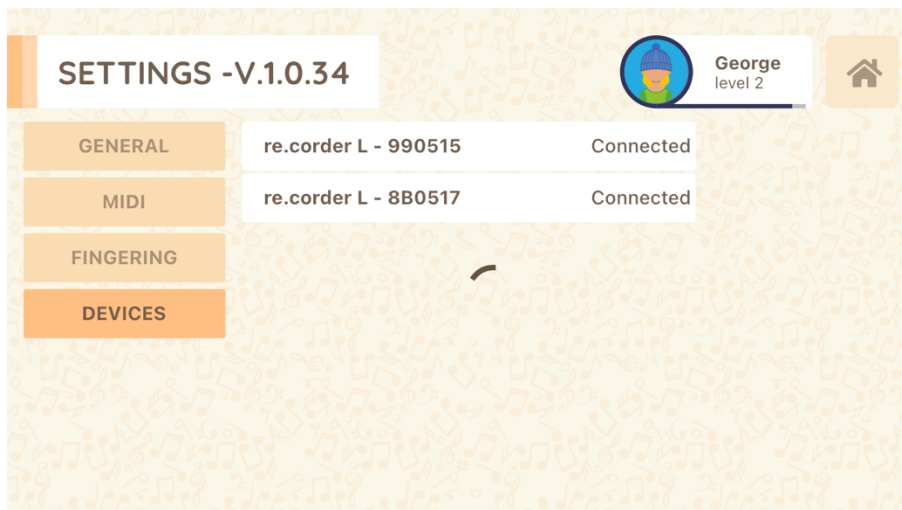 SETTINGS -V.1.0.34
George
level 2
GENERAL
MIDI
FINGERING
DEVICES
re.corder L - 990515 Connected
re.corder L - 8B0517 Connected